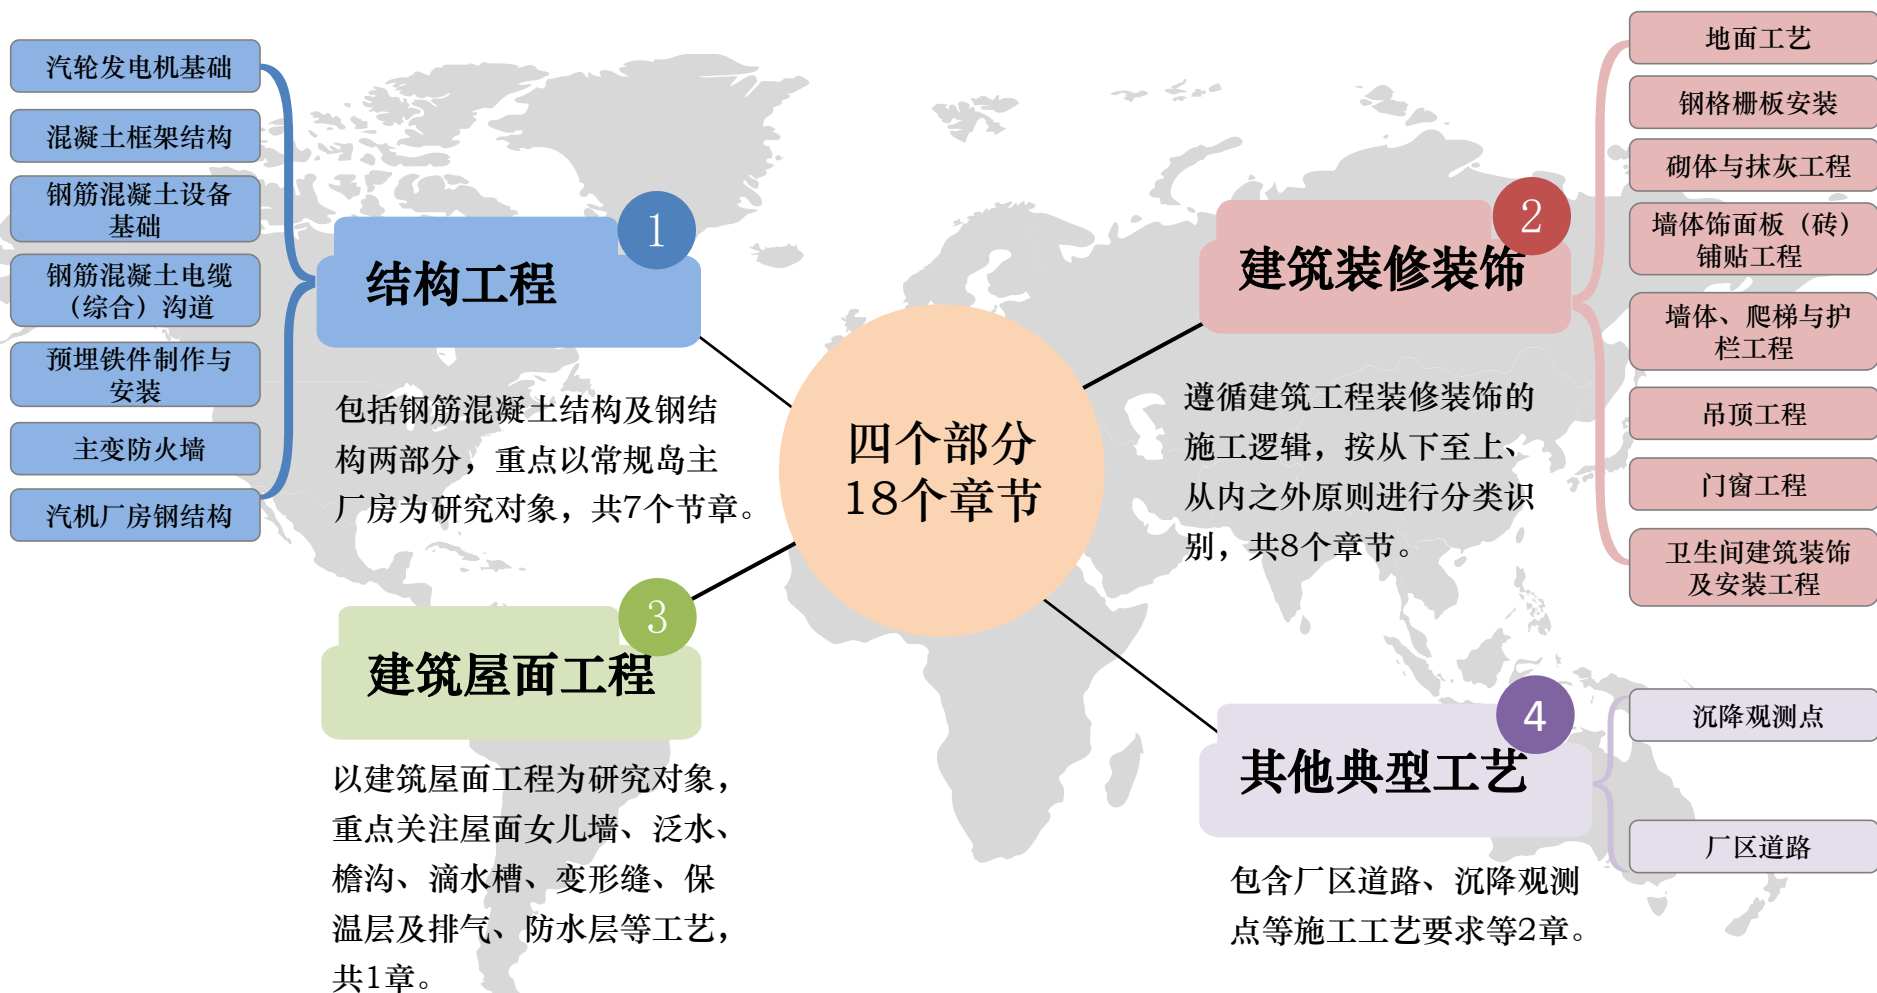 汽轮发电机基础
混凝土框架结构
钢筋混凝土设备
基础
钢筋混凝土电缆
（综合）沟道
预埋铁件制作与
安装
主变防火墙
汽机厂房钢结构
1
结构工程
包括钢筋混凝土结构及钢结
构两部分，重点以常规岛主
厂房为研究对象，共7个节章。
四个部分
18个章节
2
建筑装修装饰
遵循建筑工程装修装饰的
施工逻辑，按从下至上、
从内之外原则进行分类识
别，共8个章节。
地面工艺
钢格栅板安装
砌体与抹灰工程
墙体饰面板（砖）
铺贴工程
墙体、爬梯与护
栏工程
吊顶工程
门窗工程
卫生间建筑装饰
及安装工程
3
建筑屋面工程
以建筑屋面工程为研究对象，
重点关注屋面女儿墙、泛水、
檐沟、滴水槽、变形缝、保
温层及排气、防水层等工艺，
共1章。
4
其他典型工艺
包含厂区道路、沉降观测
点等施工工艺要求等2章。
沉降观测点
厂区道路